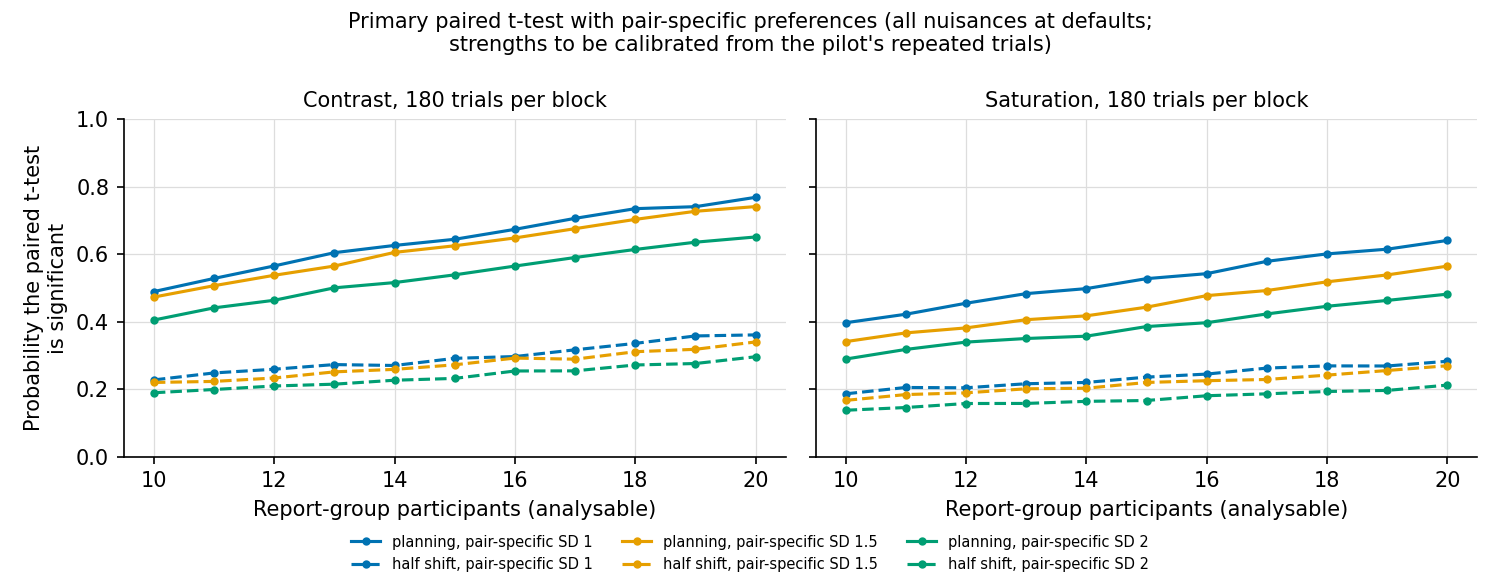 Primary paired t-test with pair-specific preferences (all nuisances at defaults;
strengths to be calibrated from the pilot's repeated trials)
Contrast, 180 trials per block
Saturation, 180 trials per block
Probability the paired t-test
is significant
1.0
0.8
0.6
0.4
0.2
0.0
10 12 14 16 18 20
10 12 14 16 18 20
Report-group participants (analysable)
Report-group participants (analysable)
planning, pair-specific SD 1
half shift, pair-specific SD 1
planning, pair-specific SD 1.5
half shift, pair-specific SD 1.5
planning, pair-specific SD 2
half shift, pair-specific SD 2